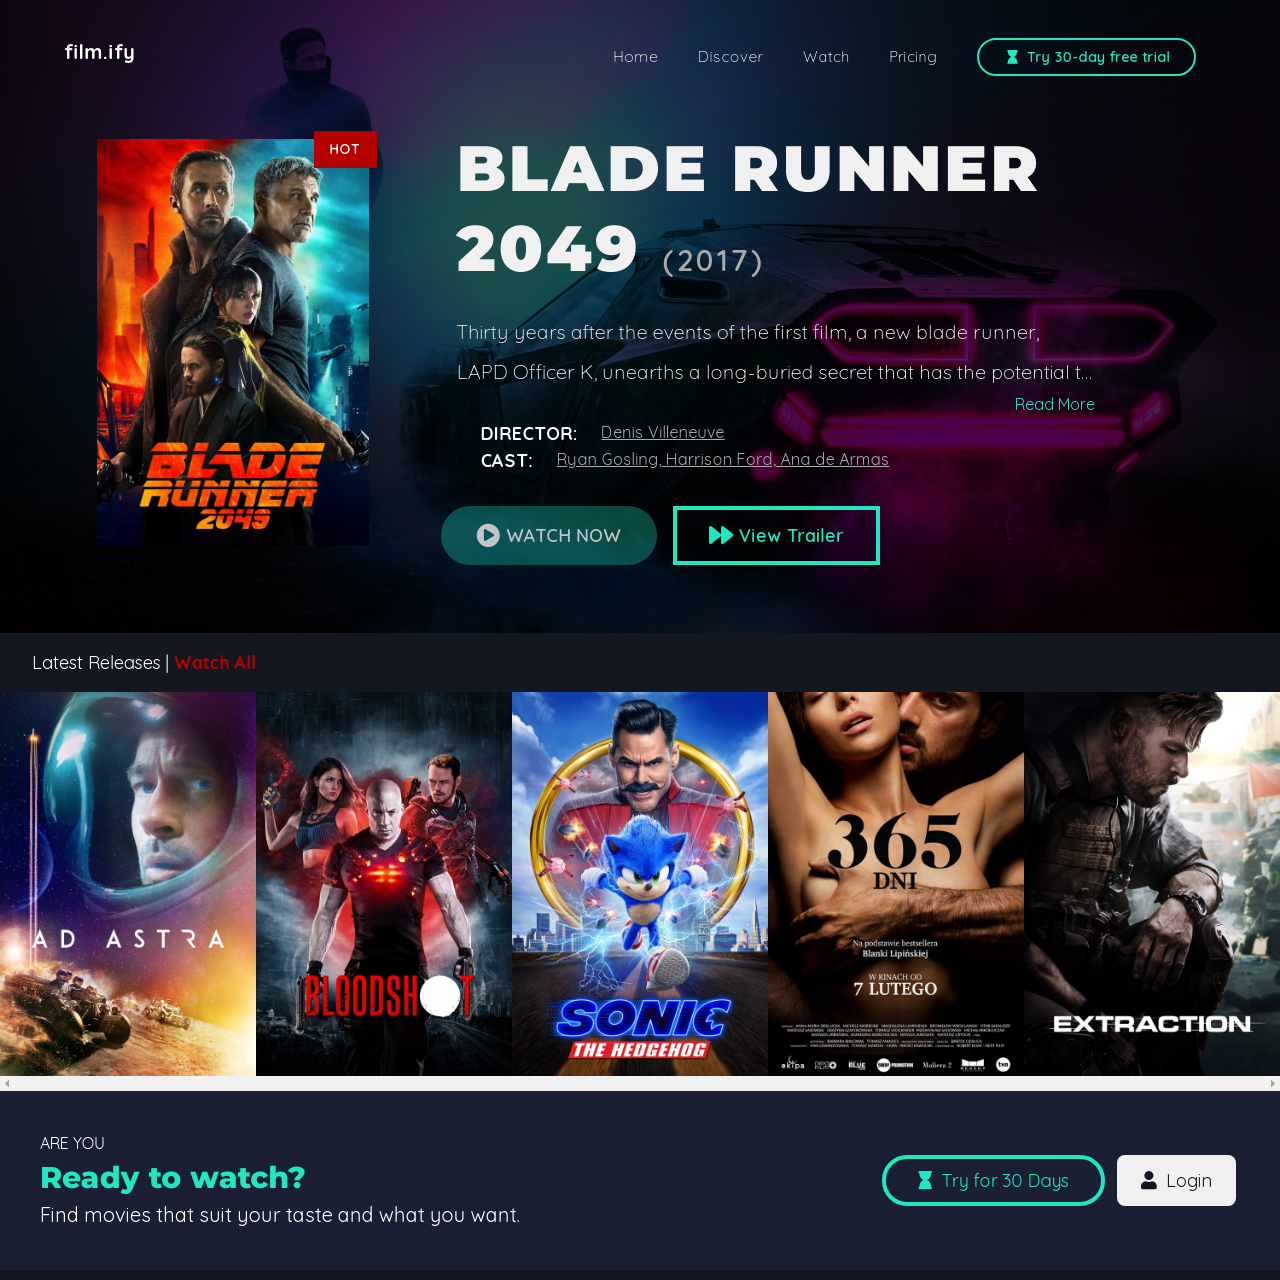 film.ify
Home
Discover
Watch
Pricing
Try 30-day free trial
HOT
BLADE RUNNER
2049 (2017)
Thirty years after the events of the first film, a new blade runner,
LAPD Officer K, unearths a long-buried secret that has the potential t...
Read More
DIRECTOR: Denis Villeneuve
CAST: Ryan Gosling, Harrison Ford, Ana de Armas
WATCH NOW
View Trailer
BLADE
RUNNER
2049
Latest Releases | Watch All
AD ASTRA
BLOODSHOT
SONIC
THE HEDGEHOG
365
DNI
Na podstawie bestsellera
Blanki Lipińskiej
W KINACH OD
7 LUTEGO
EXTRACTION
ARE YOU
Ready to watch?
Find movies that suit your taste and what you want.
Try for 30 Days
Login